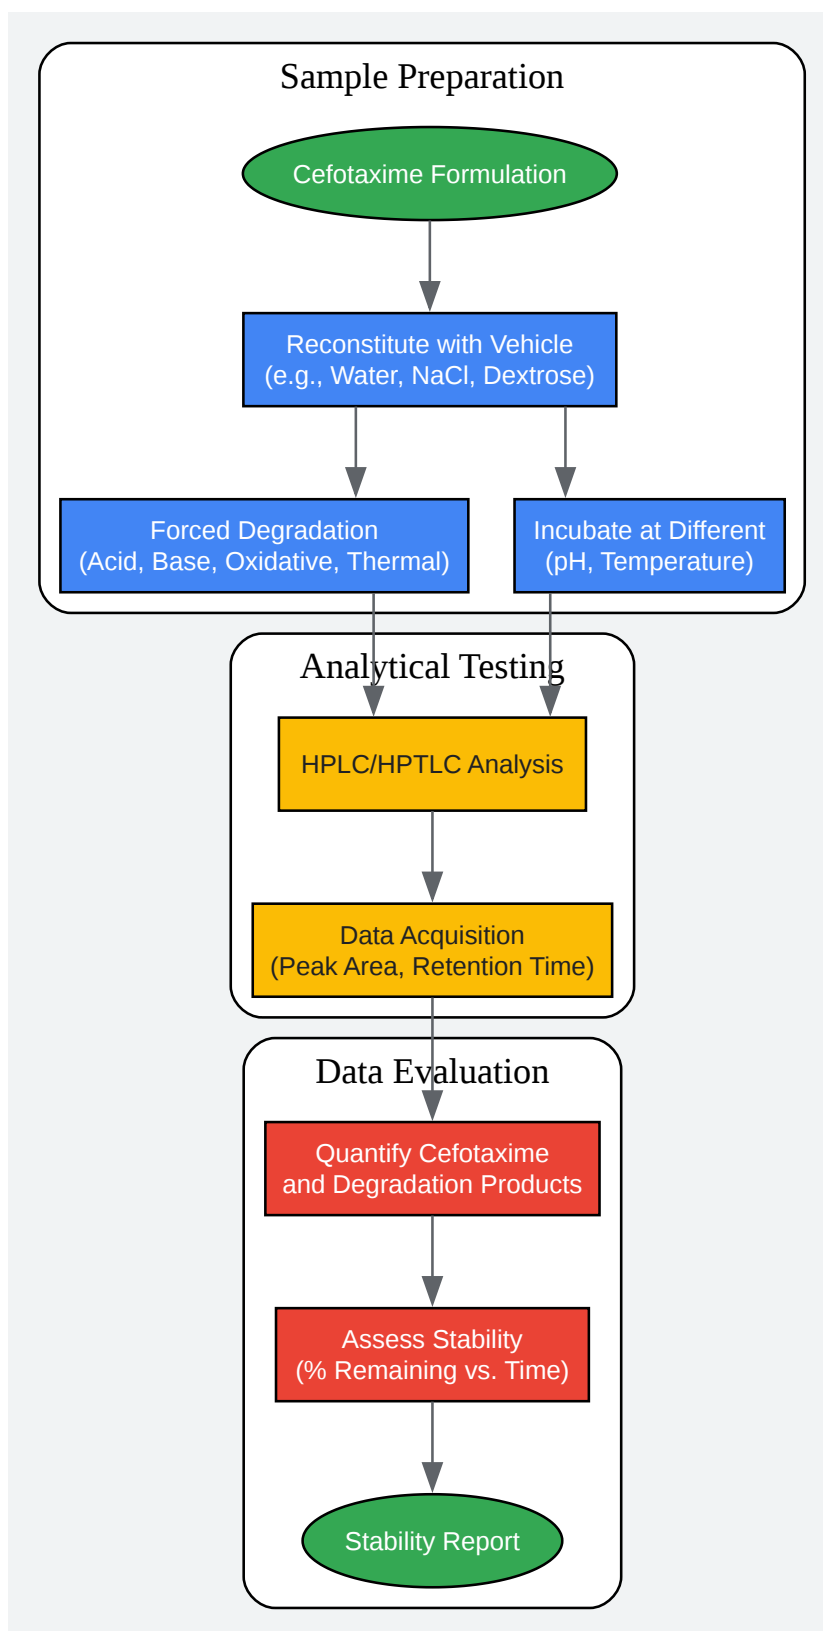 Sample Preparation
Cefotaxime Formulation
Reconstitute with Vehicle
(e.g., Water, NaCl, Dextrose)
Forced Degradation
(Acid, Base, Oxidative, Thermal)
Incubate at Different
(pH, Temperature)
Analytical Testing
HPLC/HPTLC Analysis
Data Acquisition
(Peak Area, Retention Time)
Data Evaluation
Quantify Cefotaxime
and Degradation Products
Assess Stability
(% Remaining vs. Time)
Stability Report